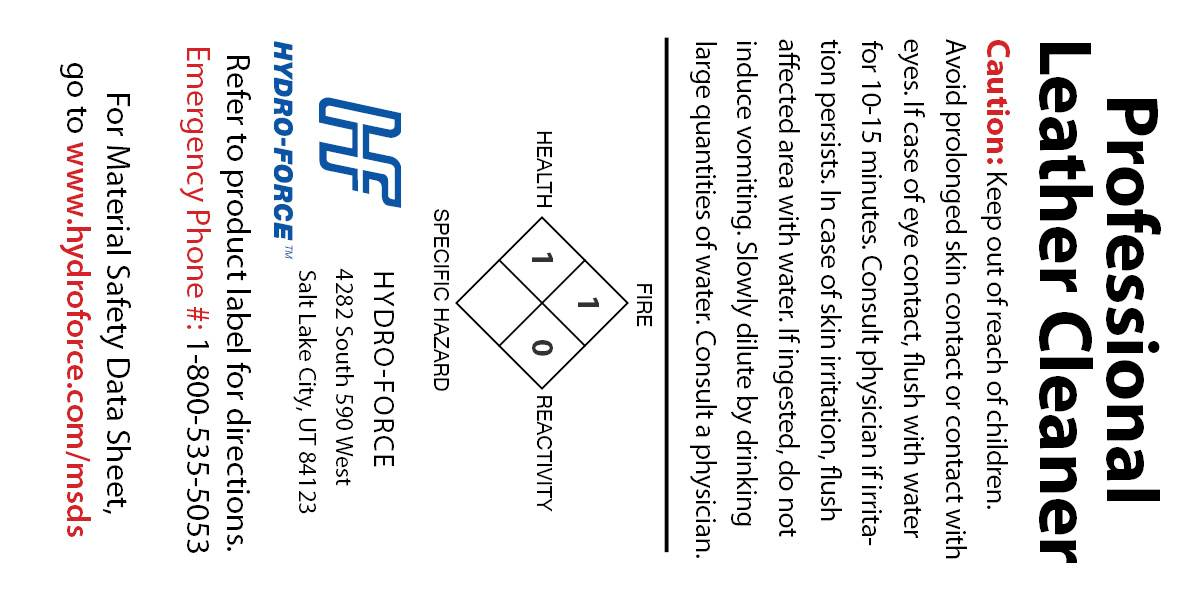 Professional
Leather Cleaner
Caution: Keep out of reach of children.
Avoid prolonged skin contact or contact with
eyes. If case of eye contact, flush with water
for 10-15 minutes. Consult physician if irrita-
tion persists. In case of skin irritation, flush
affected area with water. If ingested, do not
induce vomiting. Slowly dilute by drinking
large quantities of water. Consult a physician.
FIRE
1
HEALTH 1 0 REACTIVITY
SPECIFIC HAZARD
HF
HYDRO-FORCE™
HYDRO-FORCE
4282 South 590 West
Salt Lake City, UT 84123
Refer to product label for directions.
Emergency Phone #: 1-800-535-5053
For Material Safety Data Sheet,
go to www.hydroforce.com/msds